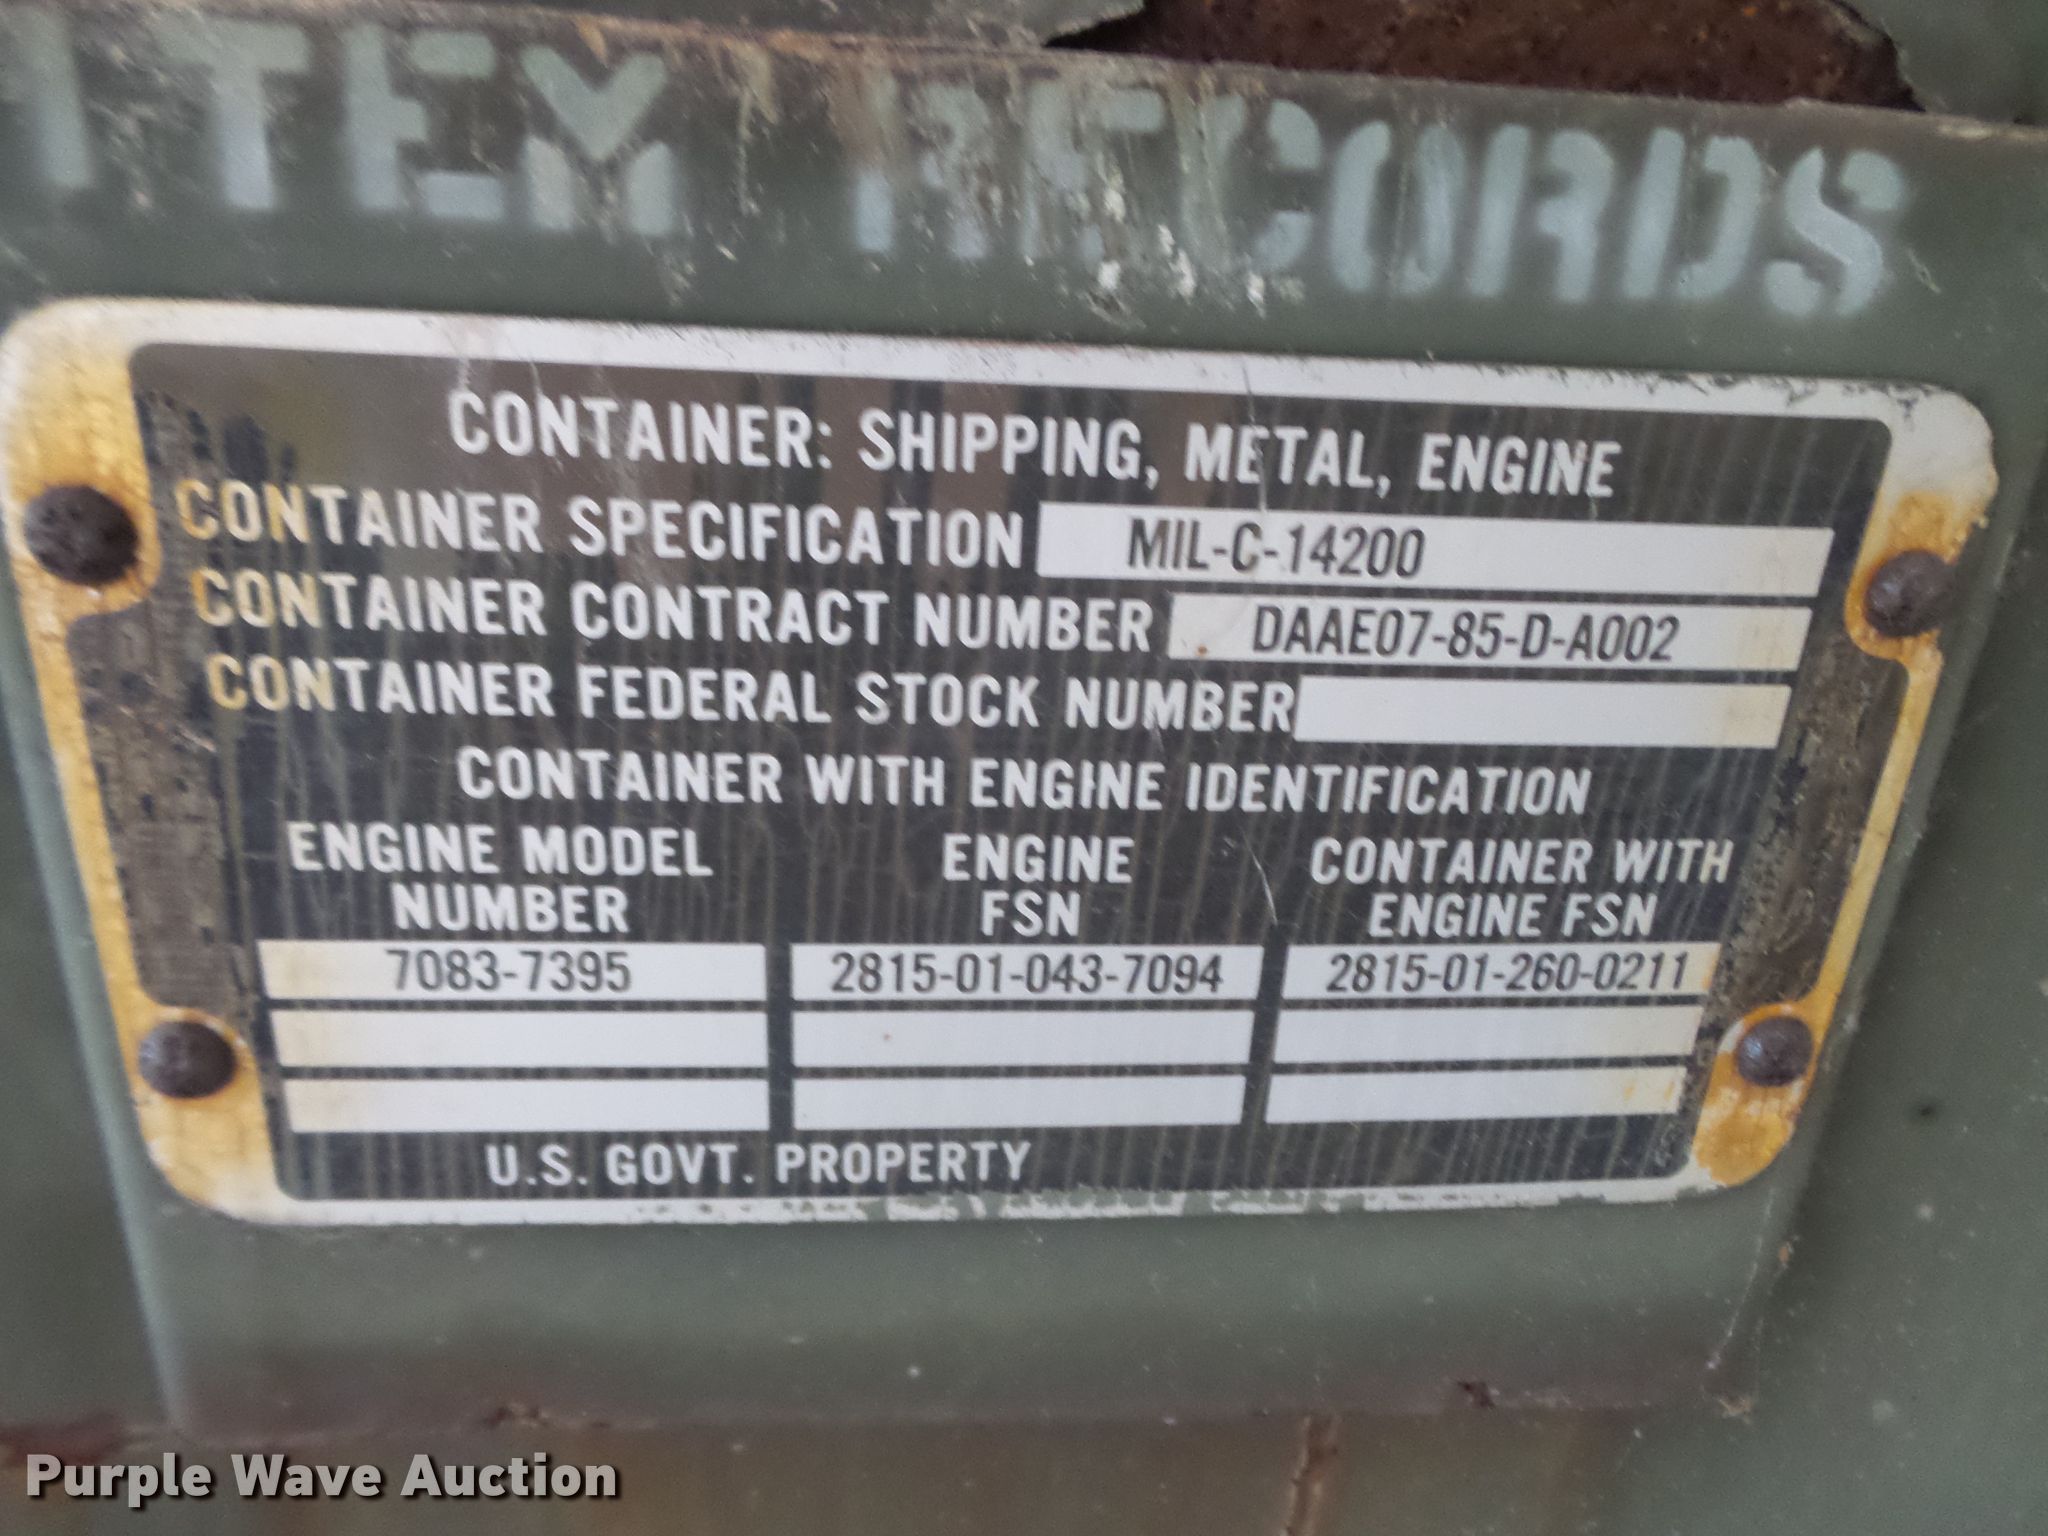 ITEM RECORDS
CONTAINER: SHIPPING, METAL, ENGINE
CONTAINER SPECIFICATION MIL-C-14200
CONTAINER CONTRACT NUMBER DAAE07-85-D-A002
CONTAINER FEDERAL STOCK NUMBER
CONTAINER WITH ENGINE IDENTIFICATION
ENGINE MODEL NUMBER
ENGINE FSN
CONTAINER WITH ENGINE FSN
7083-7395 2815-01-043-7094 2815-01-260-0211
U.S. GOVT. PROPERTY
Purple Wave Auction